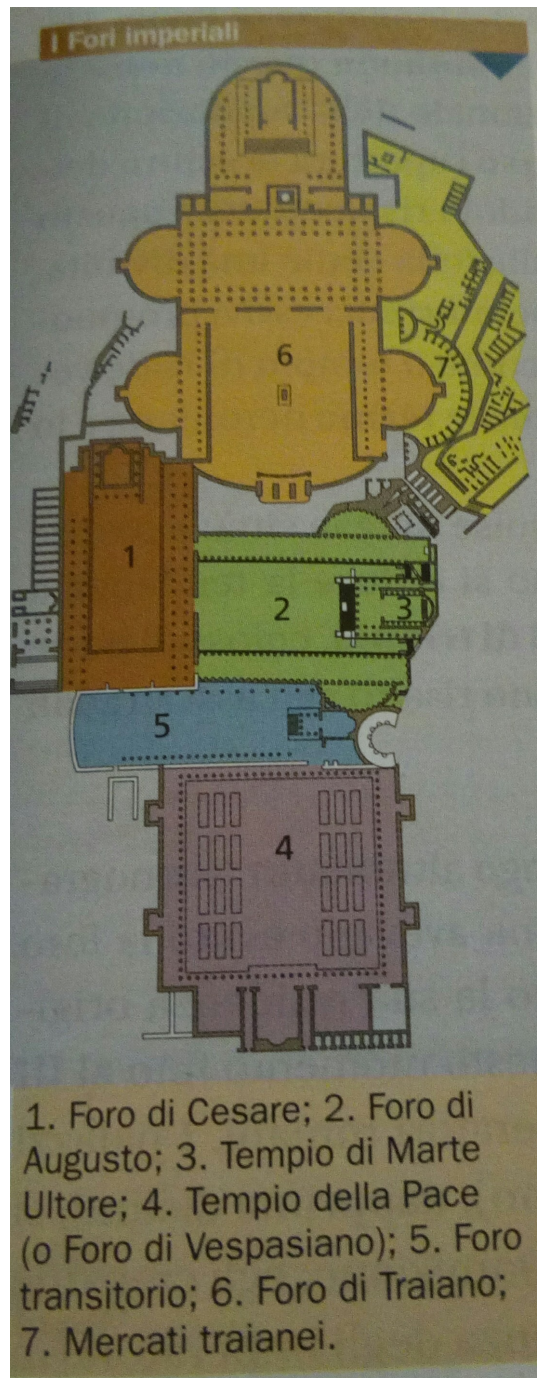 I Fori imperiali
6
7
1
2
3
5
4
1. Foro di Cesare; 2. Foro di
Augusto; 3. Tempio di Marte
Ultore; 4. Tempio della Pace
(o Foro di Vespasiano); 5. Foro
transitorio; 6. Foro di Traiano;
7. Mercati traianei.